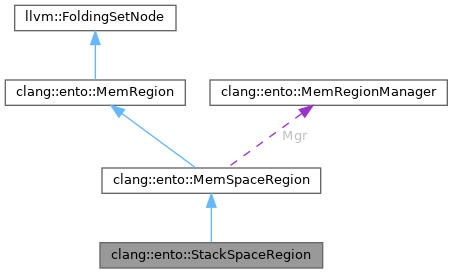 llvm::FoldingSetNode
clang::ento::MemRegion
clang::ento::MemRegionManager
Mgr
clang::ento::MemSpaceRegion
clang::ento::StackSpaceRegion